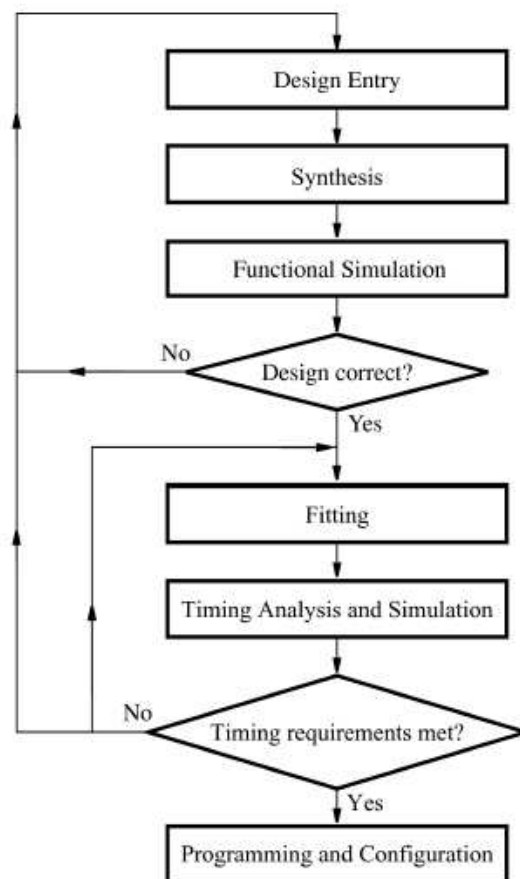 Design Entry
Synthesis
Functional Simulation
No
Design correct?
Yes
Fitting
Timing Analysis and Simulation
No
Timing requirements met?
Yes
Programming and Configuration